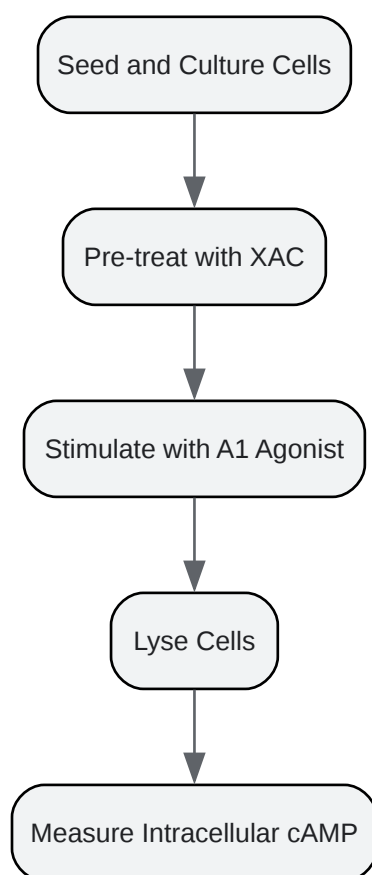 Seed and Culture Cells
Pre-treat with XAC
Stimulate with A1 Agonist
Lyse Cells
Measure Intracellular cAMP